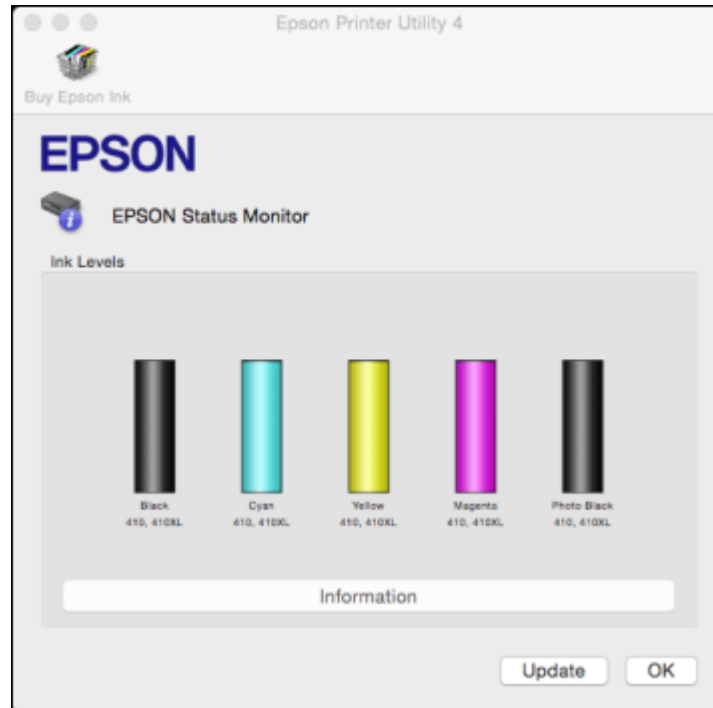 Epson Printer Utility 4
Buy Epson Ink
EPSON
EPSON Status Monitor
Ink Levels
Black Cyan Yellow Magenta Photo Black
410, 410XL 410, 410XL 410, 410XL 410, 410XL 410, 410XL
Information
Update OK